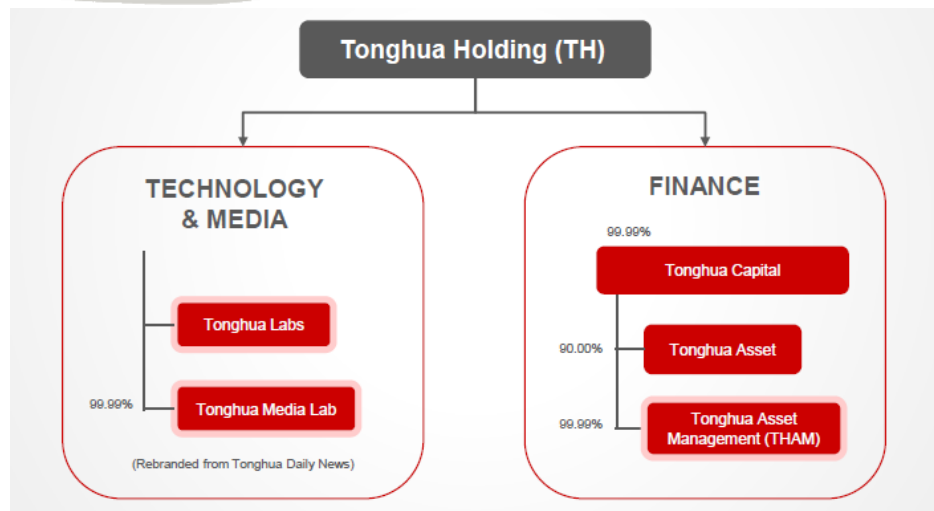 Tonghua Holding (TH)
TECHNOLOGY
& MEDIA
Tonghua Labs
99.99%
Tonghua Media Lab
(Rebranded from Tonghua Daily News)
FINANCE
99.99%
Tonghua Capital
90.00%
Tonghua Asset
99.99%
Tonghua Asset
Management (THAM)